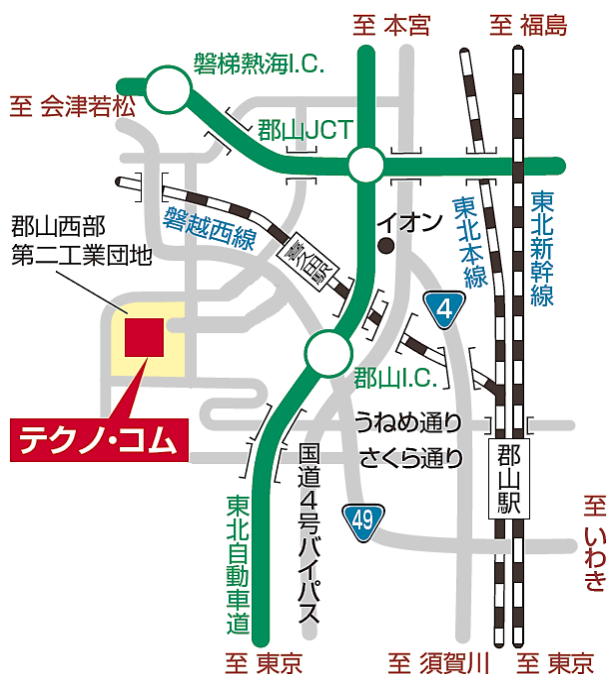 至 本宮
至 福島
磐梯熱海I.C.
至 会津若松
郡山JCT
東北新幹線
東北本線
イオン
磐越西線
郡山西部
第二工業団地
喜久田駅
4
郡山I.C.
うねめ通り
テクノ・コム
さくら通り
郡山駅
国道4号バイパス
東北自動車道
49
至 いわき
至 東京
至 須賀川
至 東京